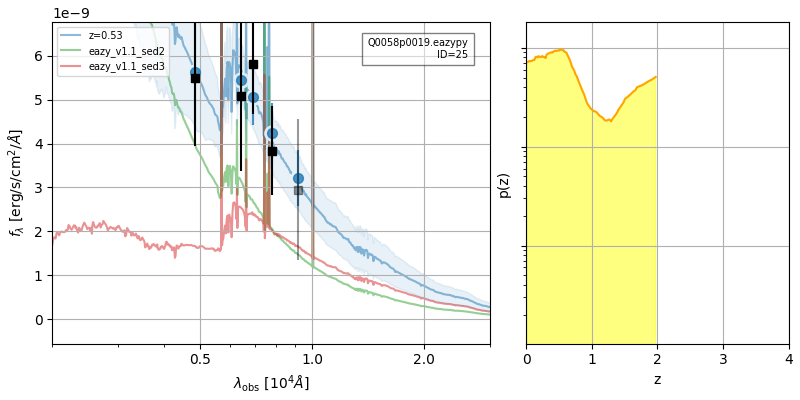 1e−9
z=0.53
eazy_v1.1_sed2
eazy_v1.1_sed3
Q0058p0019.eazypy
ID=25
6
5
4
3
2
1
0
f_λ [erg/s/cm²/Å]
0.5
1.0
2.0
λ_obs [10⁴Å]
p(z)
0
1
2
3
4
z